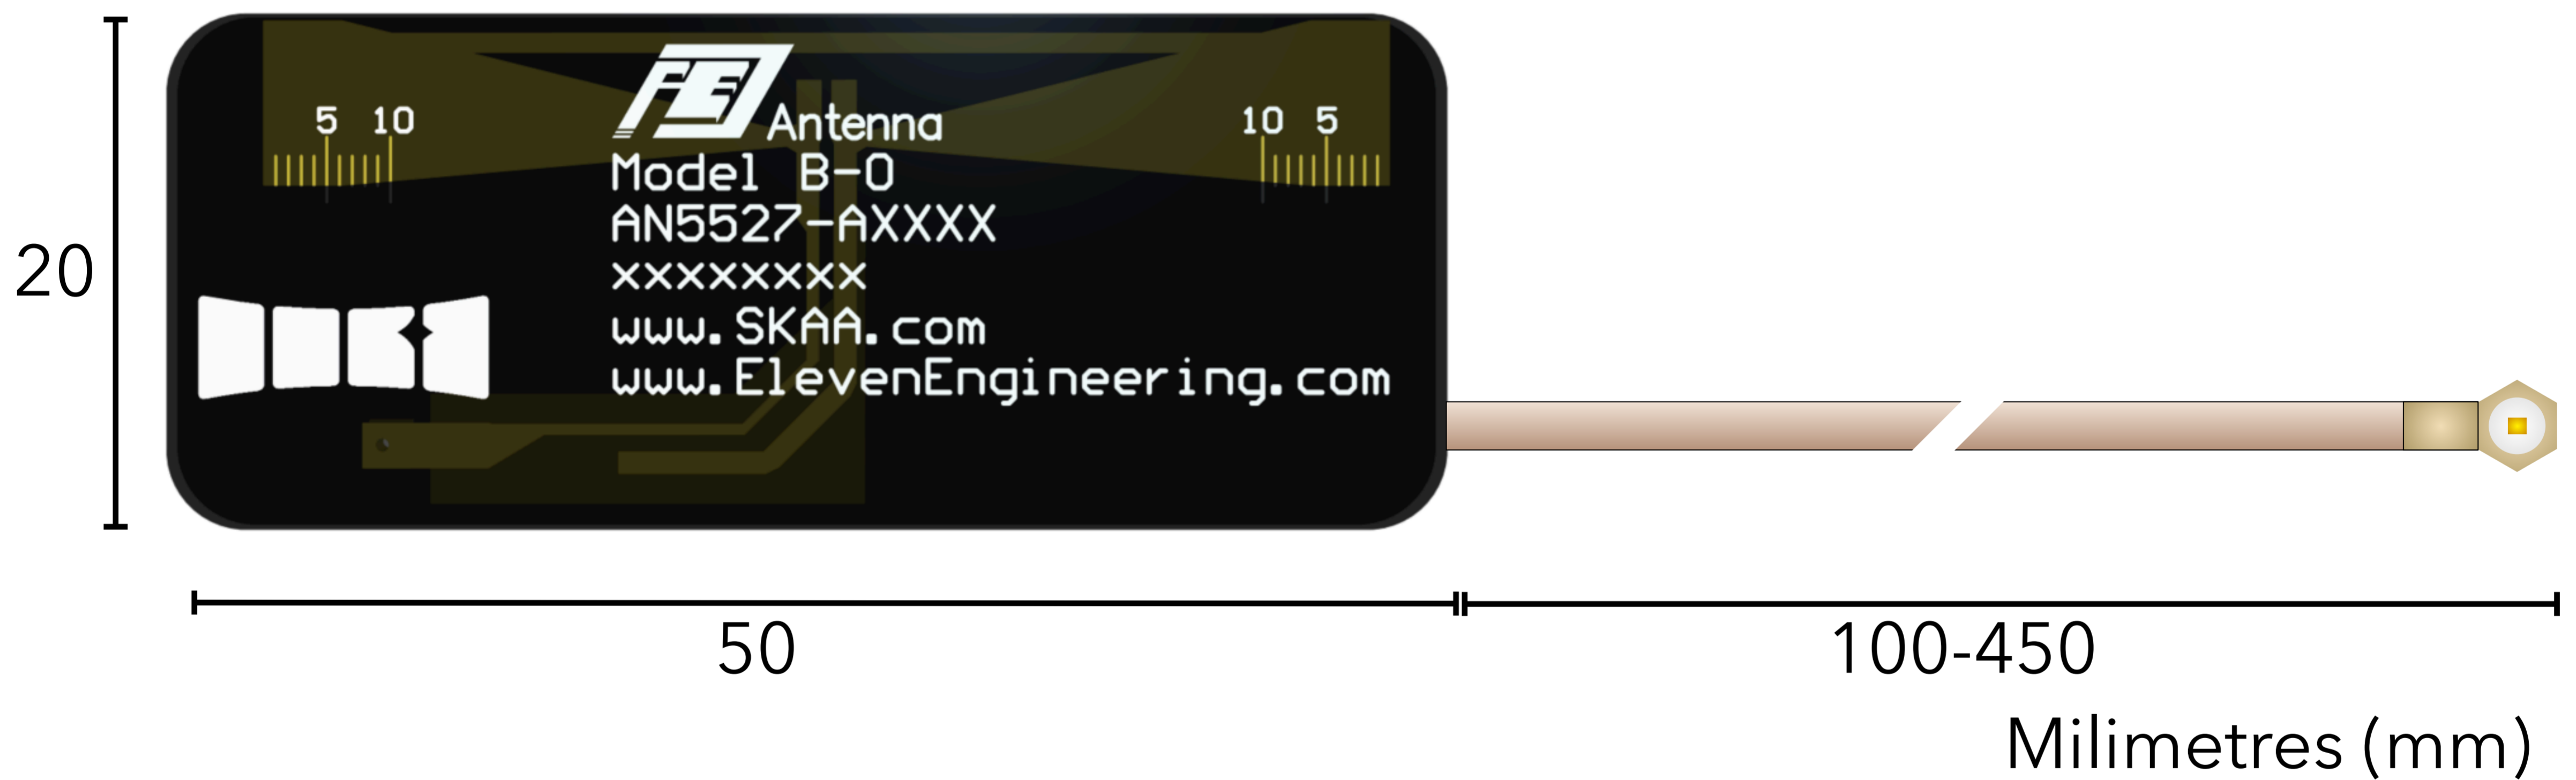 5 10
10 5
Antenna
Model B-0
AN5527-AXXXX
xxxxxxxx
www.SKAA.com
www.ElevenEngineering.com
20
50
100-450
Milimetres (mm)